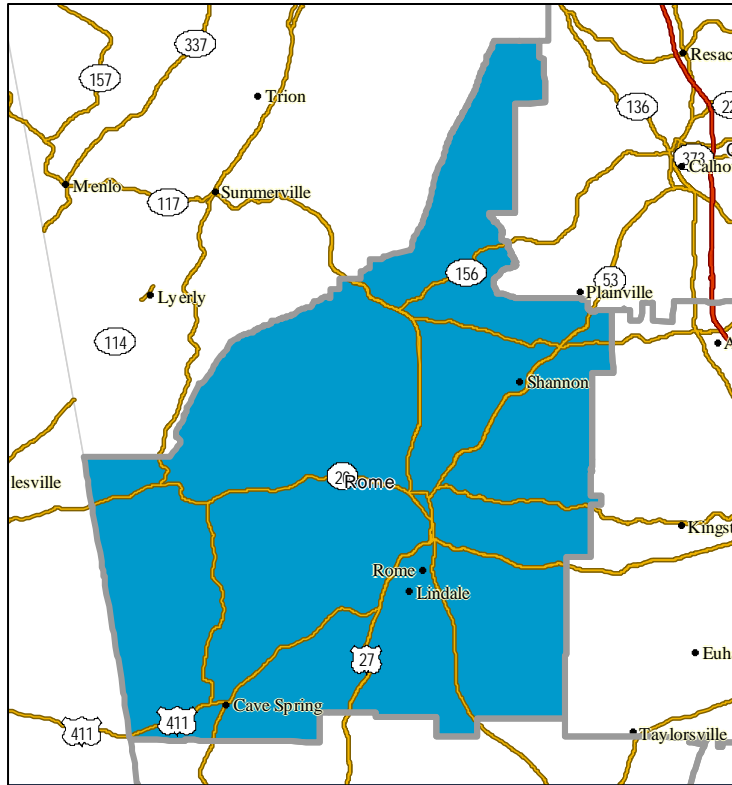 337
Resac
157
Trion
136
22
373
C
Calho
Menlo
Summerville
117
156
53
Plainville
Lyerly
114
A
Shannon
lesville
20
Rome
Kingst
Rome
Lindale
Euh
27
Cave Spring
411
411
Taylorsville